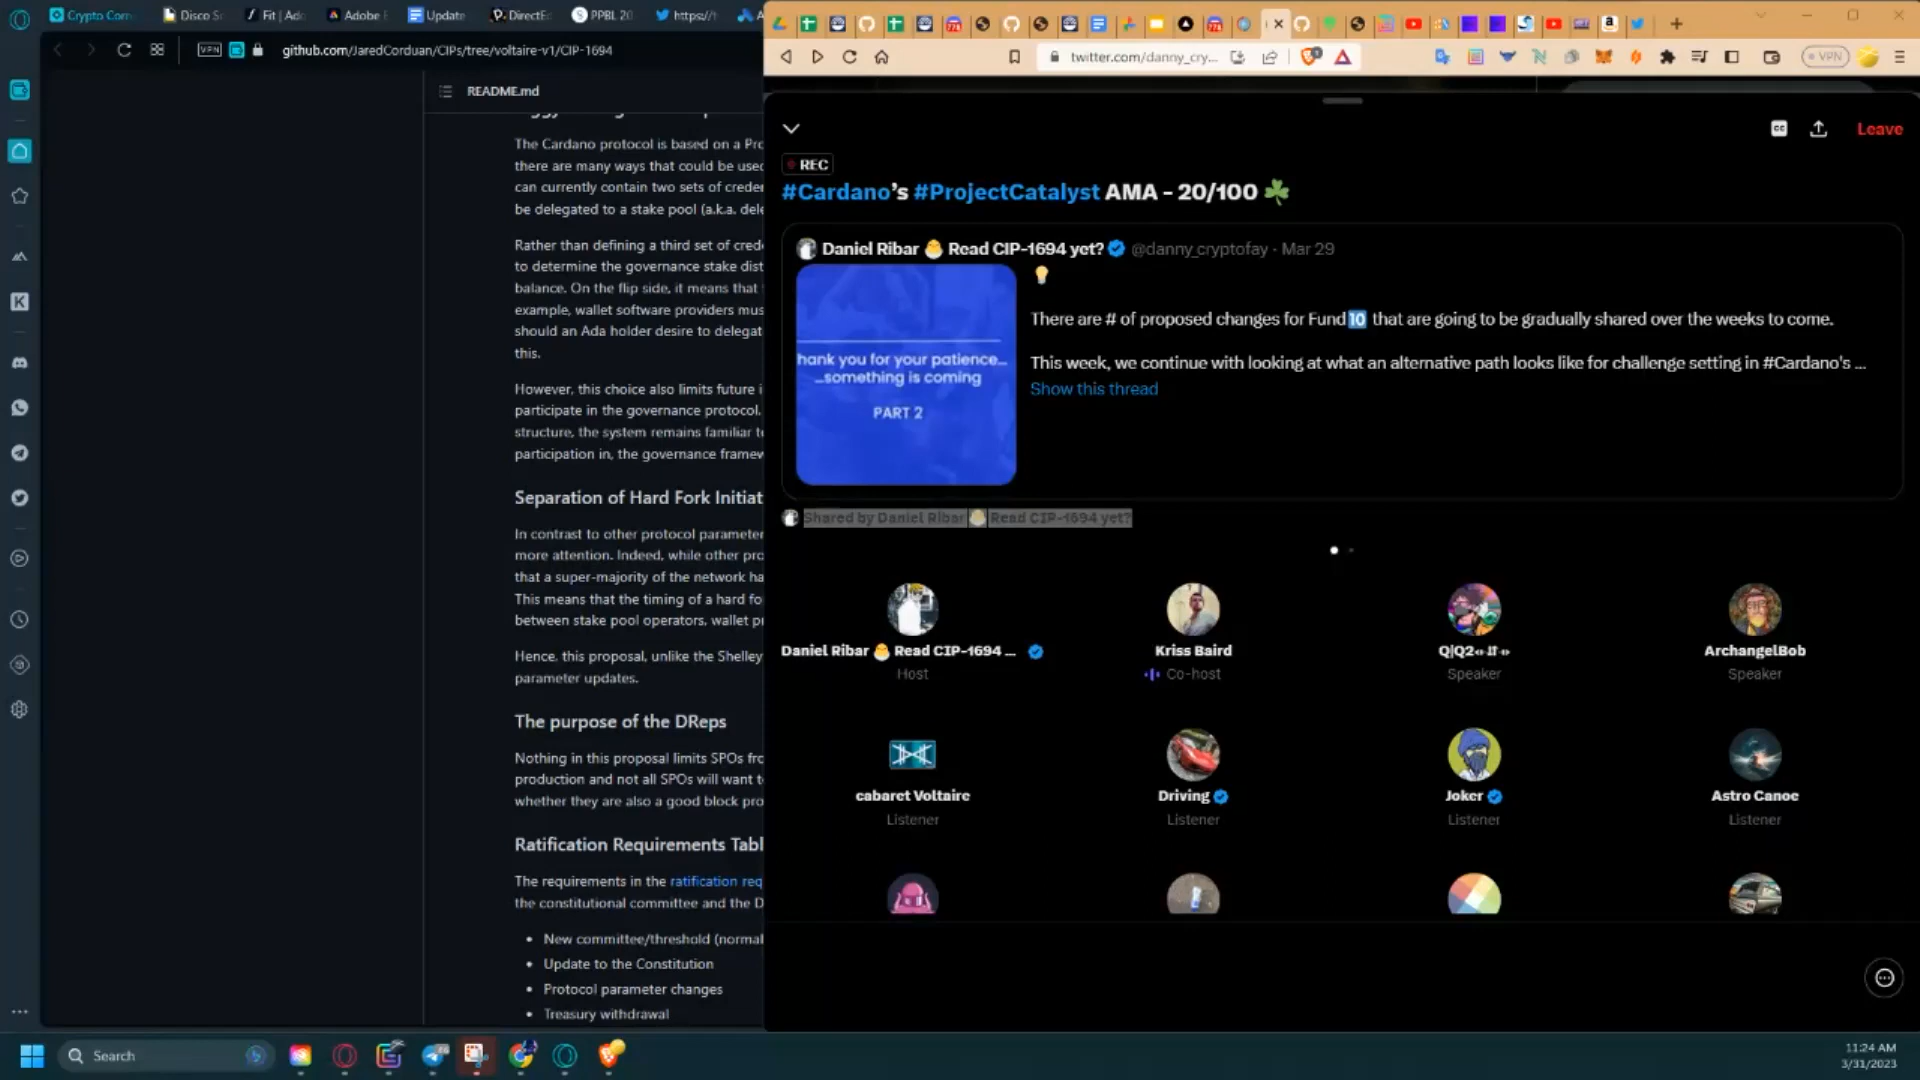 Crypto Com
Disco Sc
Fit | Ado
Adobe
Update
DirectE
PPBL 20
https://t
VPN
github.com/JaredCorduan/CIPs/tree/voltaire-v1/CIP-1694
twitter.com/danny_cry...
VPN
README.md
The Cardano protocol is based on a Pro
there are many ways that could be used
can currently contain two sets of creden
be delegated to a stake pool (a.k.a. dele
Rather than defining a third set of cred
to determine the governance stake dist
balance. On the flip side, it means that
example, wallet software providers mus
should an Ada holder desire to delegat
this.
However, this choice also limits future i
participate in the governance protocol.
structure, the system remains familiar t
participation in, the governance framew
Separation of Hard Fork Initiat
In contrast to other protocol parameter
more attention. Indeed, while other pro
that a super-majority of the network ha
This means that the timing of a hard fo
between stake pool operators, wallet p
Hence, this proposal, unlike the Shelley
parameter updates.
The purpose of the DReps
Nothing in this proposal limits SPOs fro
production and not all SPOs will want t
whether they are also a good block pro
Ratification Requirements Tabl
The requirements in the ratification req
the constitutional committee and the D
• New committee/threshold (normal
• Update to the Constitution
• Protocol parameter changes
• Treasury withdrawal
CC
Leave
REC
#Cardano's #ProjectCatalyst AMA - 20/100 ☘️
Daniel Ribar 🐣 Read CIP-1694 yet? @danny_cryptofay · Mar 29
💡
hank you for your patience...
...something is coming
PART 2
There are # of proposed changes for Fund 🔟 that are going to be gradually shared over the weeks to come.
This week, we continue with looking at what an alternative path looks like for challenge setting in #Cardano's ...
Show this thread
Shared by Daniel Ribar 🐣 Read CIP-1694 yet?
Daniel Ribar 🐣 Read CIP-1694 ...
Host
Kriss Baird
Co-host
Speaker
ArchangelBob
Speaker
cabaret Voltaire
Listener
Driving
Listener
Joker
Listener
Astro Canoe
Listener
Search
11:24 AM
3/31/2023